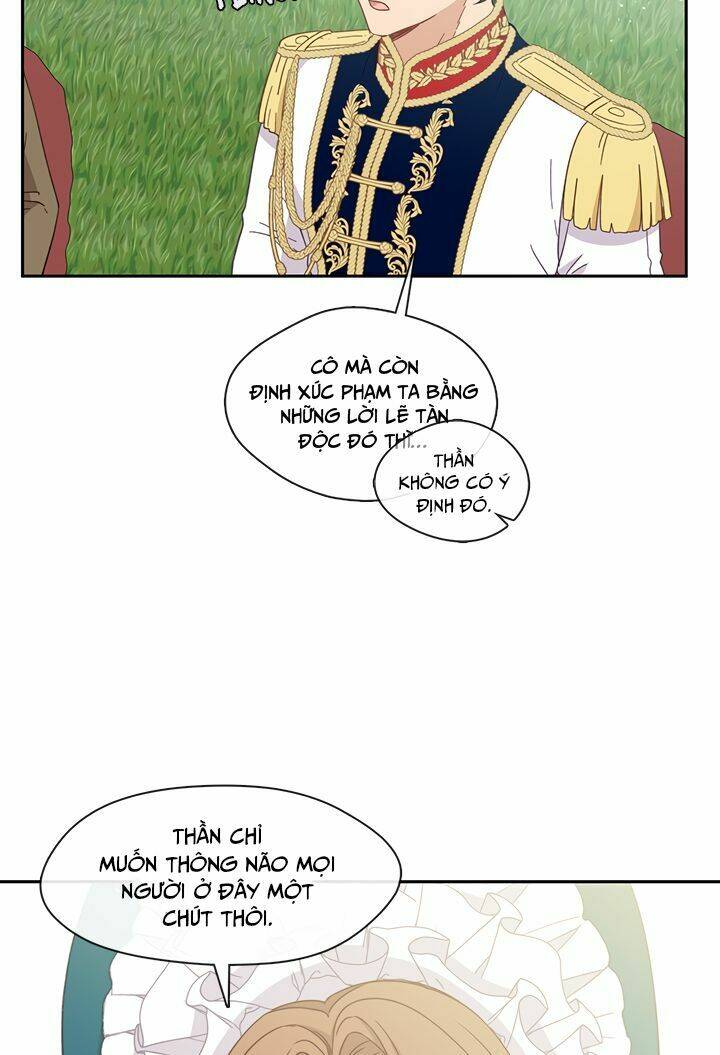 CÔ MÀ CÒN
ĐỊNH XÚC PHẠM TA BẰNG
NHỮNG LỜI LẼ TÀN
ĐỘC ĐÓ THÌ...
THẦN
KHÔNG CÓ Ý
ĐỊNH ĐÓ.
THẦN CHỈ
MUỐN THÔNG NÃO MỌI
NGƯỜI Ở ĐÂY MỘT
CHÚT THÔI.